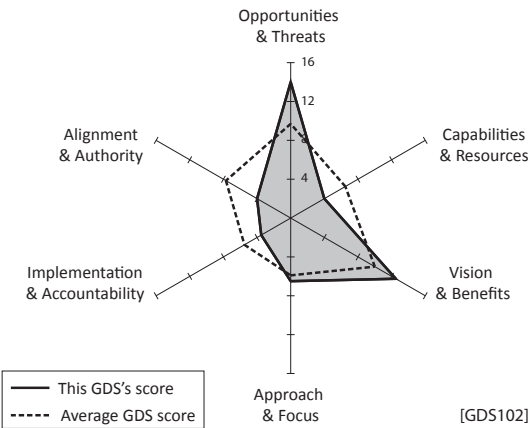 Opportunities
& Threats
16
12
8
4
Alignment
& Authority
Capabilities
& Resources
Implementation
& Accountability
Vision
& Benefits
This GDS's score
Average GDS score
Approach
& Focus
[GDS102]